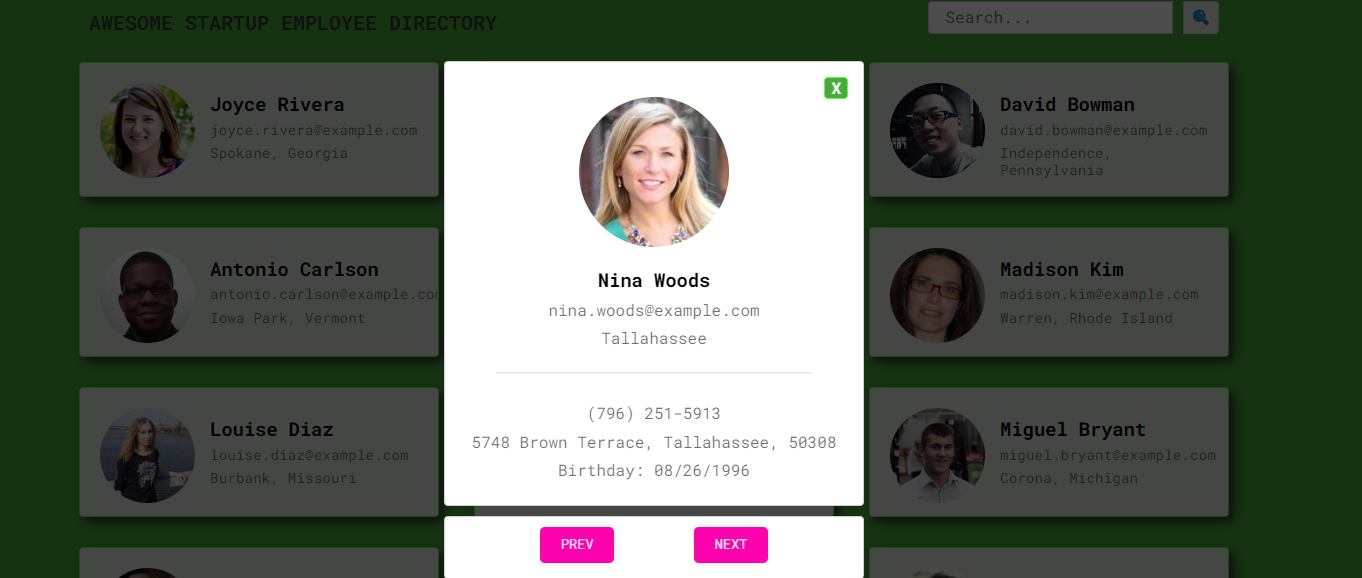 AWESOME STARTUP EMPLOYEE DIRECTORY
Search...
Joyce Rivera
joyce.rivera@example.com
Spokane, Georgia
X
Nina Woods
nina.woods@example.com
Tallahassee
(796) 251-5913
5748 Brown Terrace, Tallahassee, 50308
Birthday: 08/26/1996
PREV
NEXT
David Bowman
david.bowman@example.com
Independence,
Pennsylvania
Antonio Carlson
antonio.carlson@example.com
Iowa Park, Vermont
Madison Kim
madison.kim@example.com
Warren, Rhode Island
Louise Diaz
louise.diaz@example.com
Burbank, Missouri
Miguel Bryant
miguel.bryant@example.com
Corona, Michigan